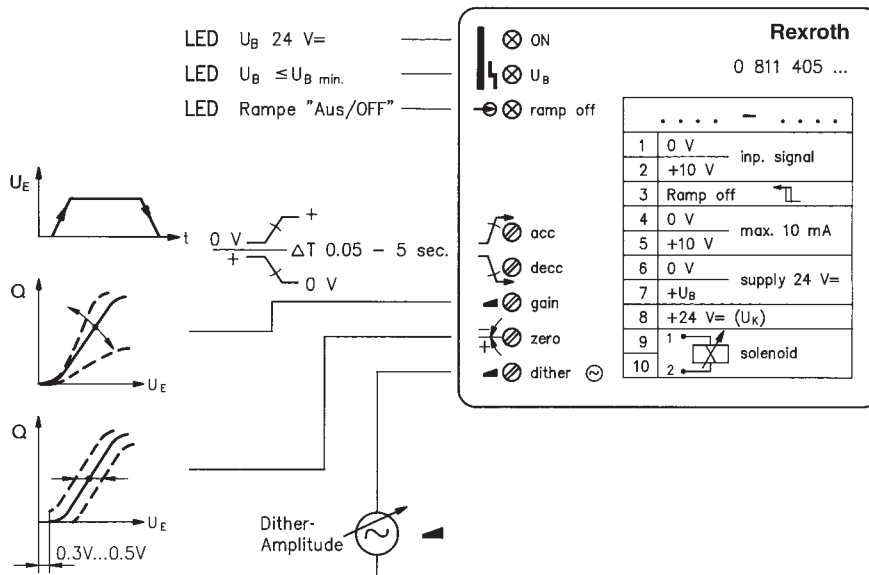 LED U_B 24 V=
LED U_B ≤ U_B min.
LED Rampe "Aus/OFF"
ON
U_B
ramp off
Rexroth
0 811 405 ...
. . . . – . . . .
1 0 V
2 +10 V
inp. signal
3 Ramp off
4 0 V
5 +10 V
max. 10 mA
6 0 V
7 +U_B
supply 24 V=
8 +24 V= (U_K)
9 1
10 2
solenoid
acc
decc
gain
zero
dither
U_E
t
+
0 V
+
ΔT 0.05 – 5 sec.
0 V
Q
U_E
Q
U_E
0.3V...0.5V
Dither-
Amplitude